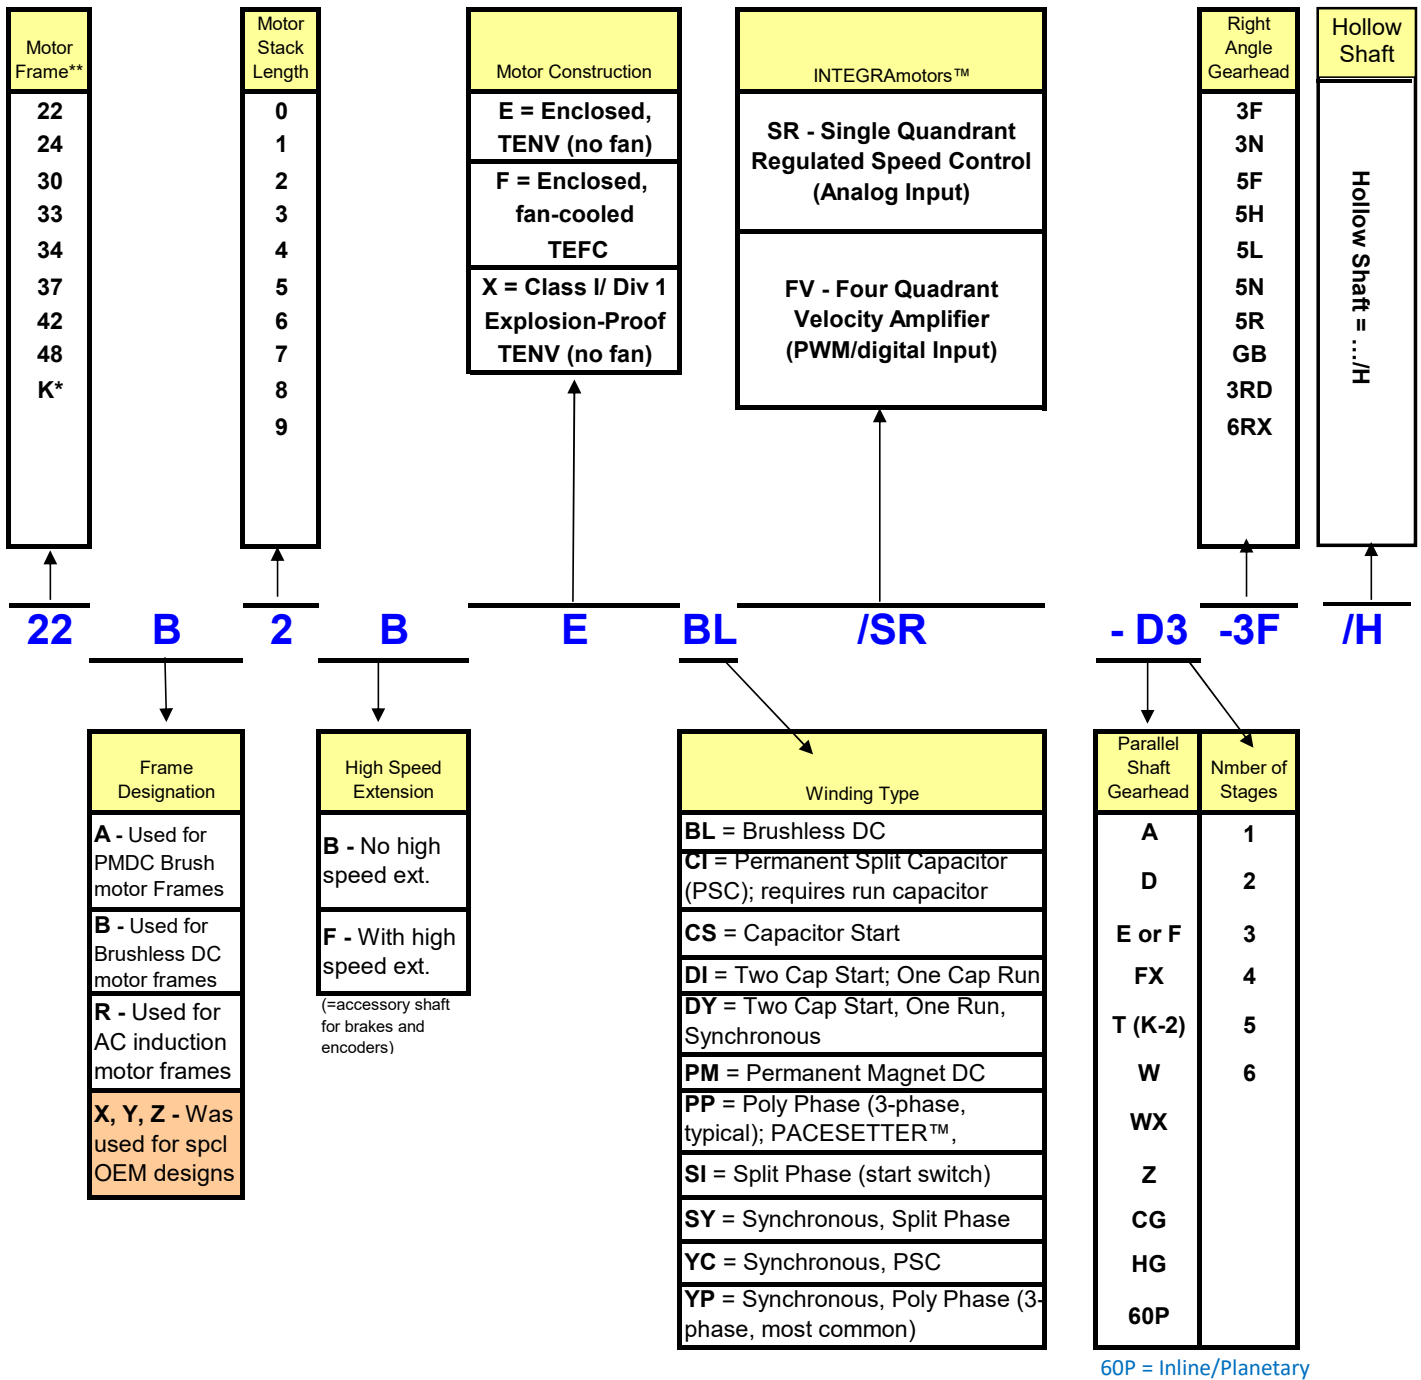 Motor
Frame**
22
24
30
33
34
37
42
48
K*
Motor
Stack
Length
0
1
2
3
4
5
6
7
8
9
Motor Construction
E = Enclosed,
TENV (no fan)
F = Enclosed,
fan-cooled
TEFC
X = Class I/ Div 1
Explosion-Proof
TENV (no fan)
INTEGRAmotors™
SR - Single Quandrant
Regulated Speed Control
(Analog Input)
FV - Four Quadrant
Velocity Amplifier
(PWM/digital Input)
Right
Angle
Gearhead
3F
3N
5F
5H
5L
5N
5R
GB
3RD
6RX
Hollow
Shaft
Hollow Shaft = …./H
22 B 2 B E BL /SR - D3 -3F /H
Frame
Designation
A - Used for
PMDC Brush
motor Frames
B - Used for
Brushless DC
motor frames
R - Used for
AC induction
motor frames
X, Y, Z - Was
used for spcl
OEM designs
High Speed
Extension
B - No high
speed ext.
F - With high
speed ext.
(=accessory shaft
for brakes and
encoders)
Winding Type
BL = Brushless DC
CI = Permanent Split Capacitor
(PSC); requires run capacitor
CS = Capacitor Start
DI = Two Cap Start; One Cap Run
DY = Two Cap Start, One Run,
Synchronous
PM = Permanent Magnet DC
PP = Poly Phase (3-phase,
typical); PACESETTER™,
SI = Split Phase (start switch)
SY = Synchronous, Split Phase
YC = Synchronous, PSC
YP = Synchronous, Poly Phase (3-
phase, most common)
Parallel
Shaft
Gearhead
A
D
E or F
FX
T (K-2)
W
WX
Z
CG
HG
60P
Nmber of
Stages
1
2
3
4
5
6
60P = Inline/Planetary